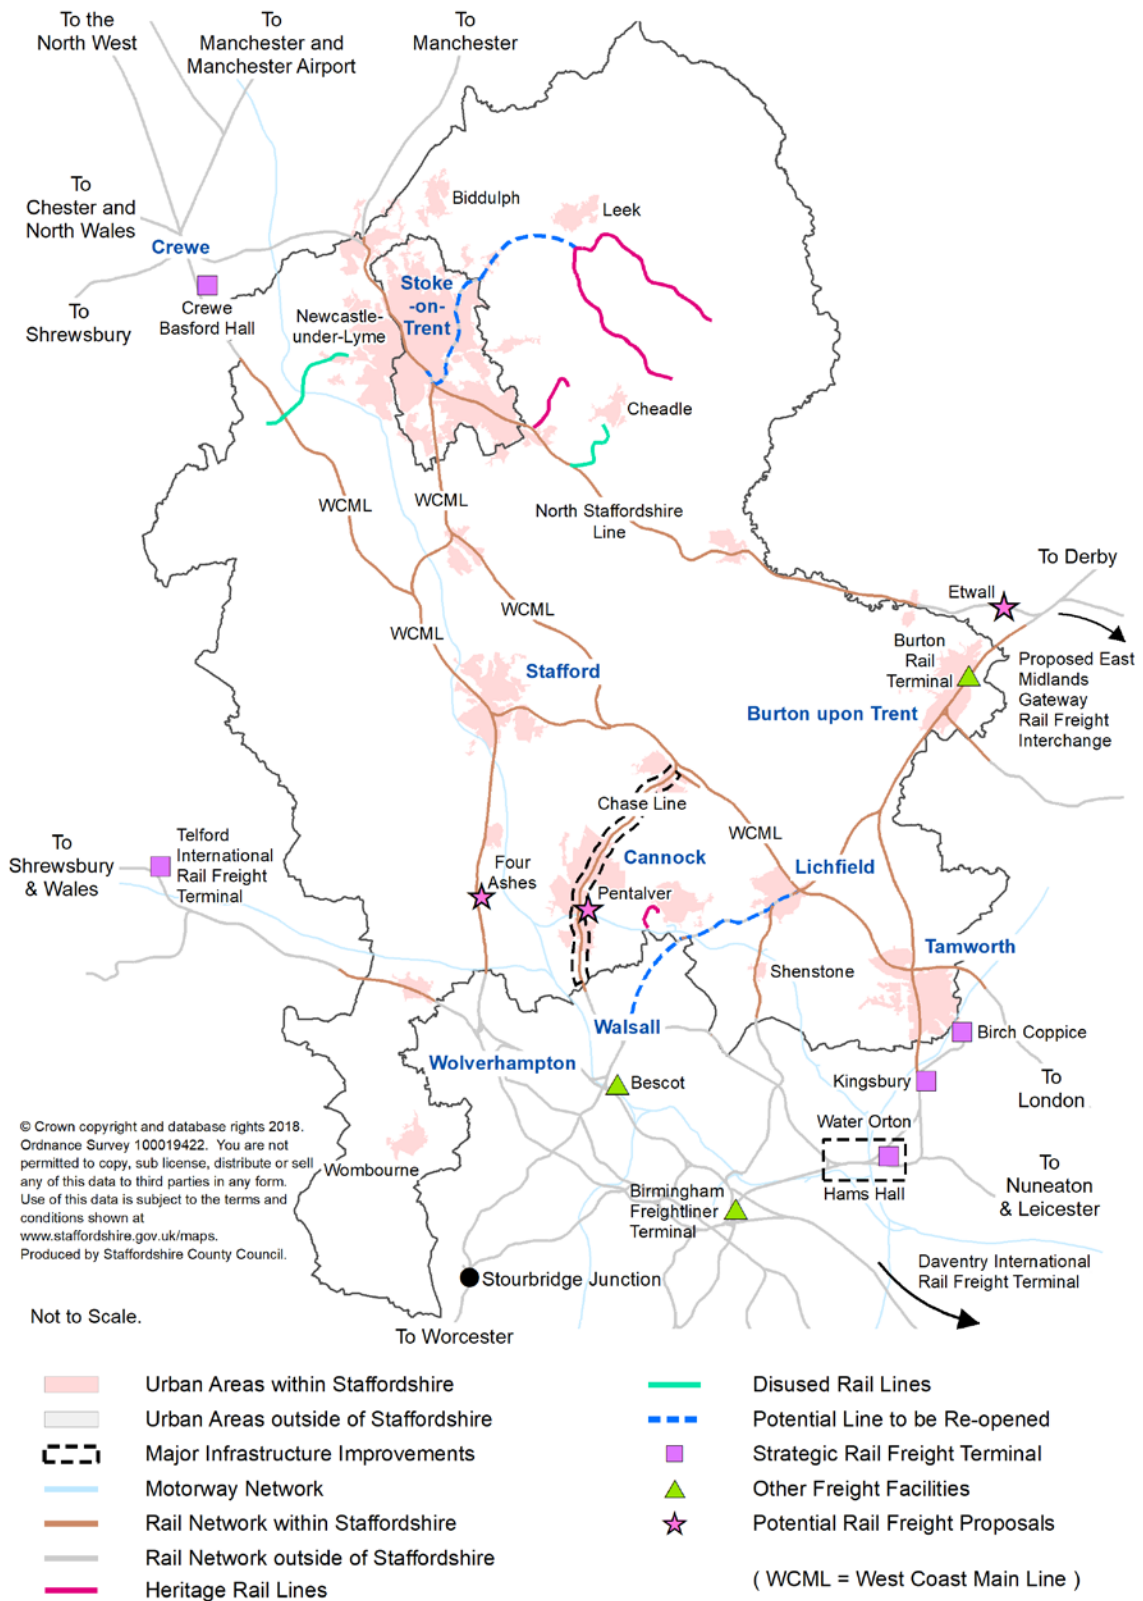 To the
North West
To
Manchester and
Manchester Airport
To
Manchester
To
Chester and
North Wales
Crewe
To
Shrewsbury
Crewe
Basford Hall
Biddulph
Leek
Stoke
-on-
Trent
Newcastle-
under-Lyme
Cheadle
WCML
WCML
North Staffordshire
Line
To Derby
Etwall
WCML
WCML
Burton
Rail
Terminal
Proposed East
Midlands
Gateway
Rail Freight
Interchange
Stafford
Burton upon Trent
Chase Line
WCML
To
Shrewsbury
& Wales
Telford
International
Rail Freight
Terminal
Four
Ashes
Cannock
Pentalver
Lichfield
Tamworth
Shenstone
Walsall
Wolverhampton
Birch Coppice
Bescot
Kingsbury
To
London
Water Orton
Hams Hall
To
Nuneaton
& Leicester
Wombourne
Birmingham
Freightliner
Terminal
Stourbridge Junction
Daventry International
Rail Freight Terminal
To Worcester
© Crown copyright and database rights 2018.
Ordnance Survey 100019422. You are not
permitted to copy, sub license, distribute or sell
any of this data to third parties in any form.
Use of this data is subject to the terms and
conditions shown at
www.staffordshire.gov.uk/maps.
Produced by Staffordshire County Council.
Not to Scale.
Urban Areas within Staffordshire
Urban Areas outside of Staffordshire
Major Infrastructure Improvements
Motorway Network
Rail Network within Staffordshire
Rail Network outside of Staffordshire
Heritage Rail Lines
Disused Rail Lines
Potential Line to be Re-opened
Strategic Rail Freight Terminal
Other Freight Facilities
Potential Rail Freight Proposals
( WCML = West Coast Main Line )